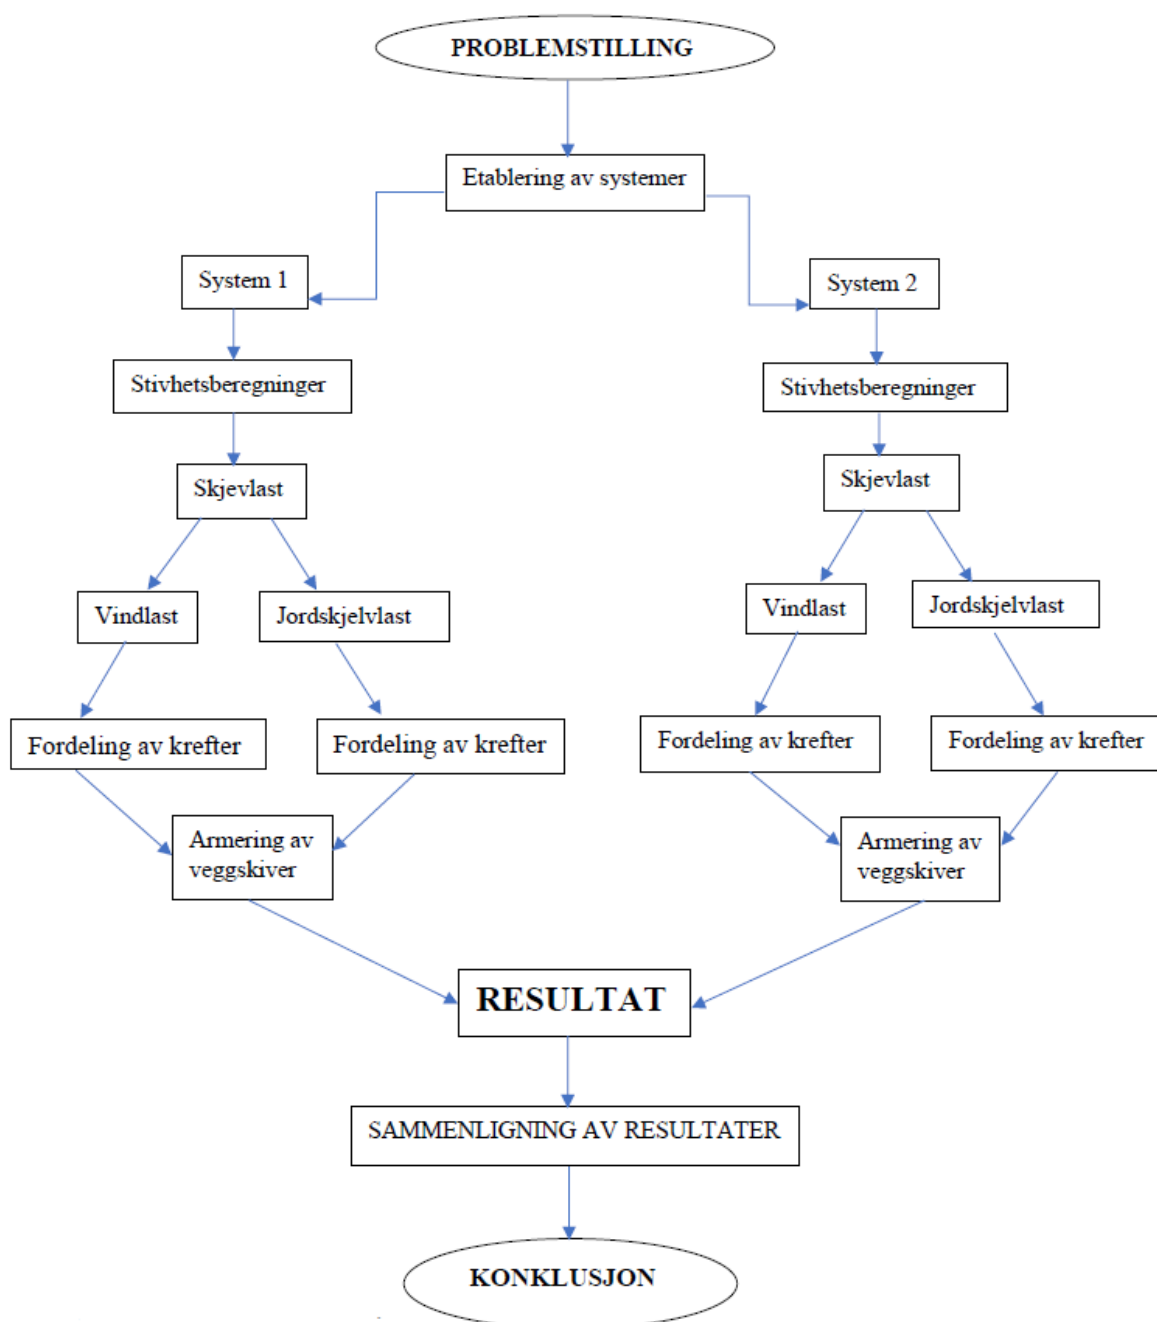 PROBLEMSTILLING
Etablering av systemer
System 1
System 2
Stivhetsberegninger
Stivhetsberegninger
Skjevlast
Skjevlast
Vindlast
Jordskjelvlast
Vindlast
Jordskjelvlast
Fordeling av krefter
Fordeling av krefter
Fordeling av krefter
Fordeling av krefter
Armering av
veggskiver
Armering av
veggskiver
RESULTAT
SAMMENLIGNING AV RESULTATER
KONKLUSJON